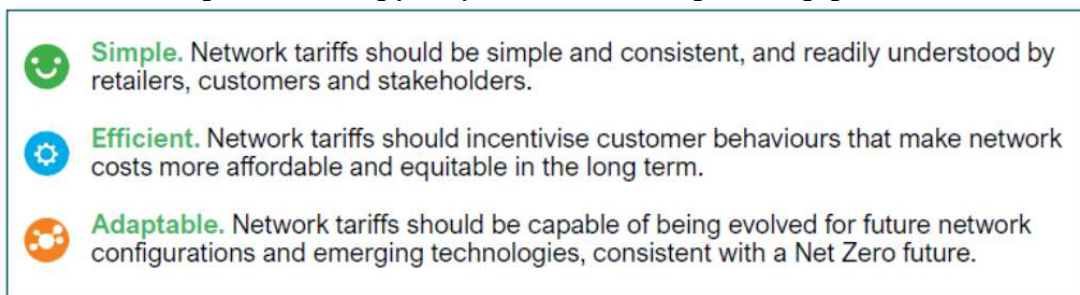 Simple. Network tariffs should be simple and consistent, and readily understood by
retailers, customers and stakeholders.
Efficient. Network tariffs should incentivise customer behaviours that make network
costs more affordable and equitable in the long term.
Adaptable. Network tariffs should be capable of being evolved for future network
configurations and emerging technologies, consistent with a Net Zero future.